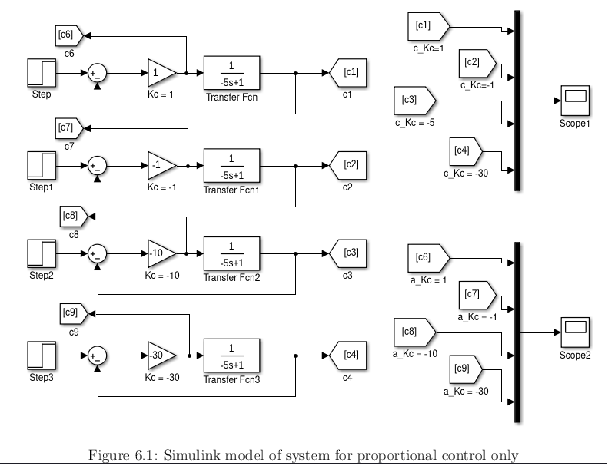 [c6]
c6
Step
+
-
1
Kc = 1
1
-5s+1
Transfer Fcn
[c1]
c1
[c7]
c7
Step1
+
-
-1
Kc = -1
1
-5s+1
Transfer Fcn1
[c2]
c2
[c8]
c8
Step2
+
-
-10
Kc = -10
1
-5s+1
Transfer Fcn2
[c3]
c3
[c9]
c9
Step3
+
-
-30
Kc = -30
1
-5s+1
Transfer Fcn3
[c4]
c4
[c1]
c_Kc=1
[c2]
c_Kc=-1
[c3]
c_Kc = -5
[c4]
c_Kc = -30
Scope1
[c6]
a_Kc = 1
[c7]
a_Kc = -1
[c8]
a_Kc = -10
[c9]
a_Kc = -30
Scope2
Figure 6.1: Simulink model of system for proportional control only